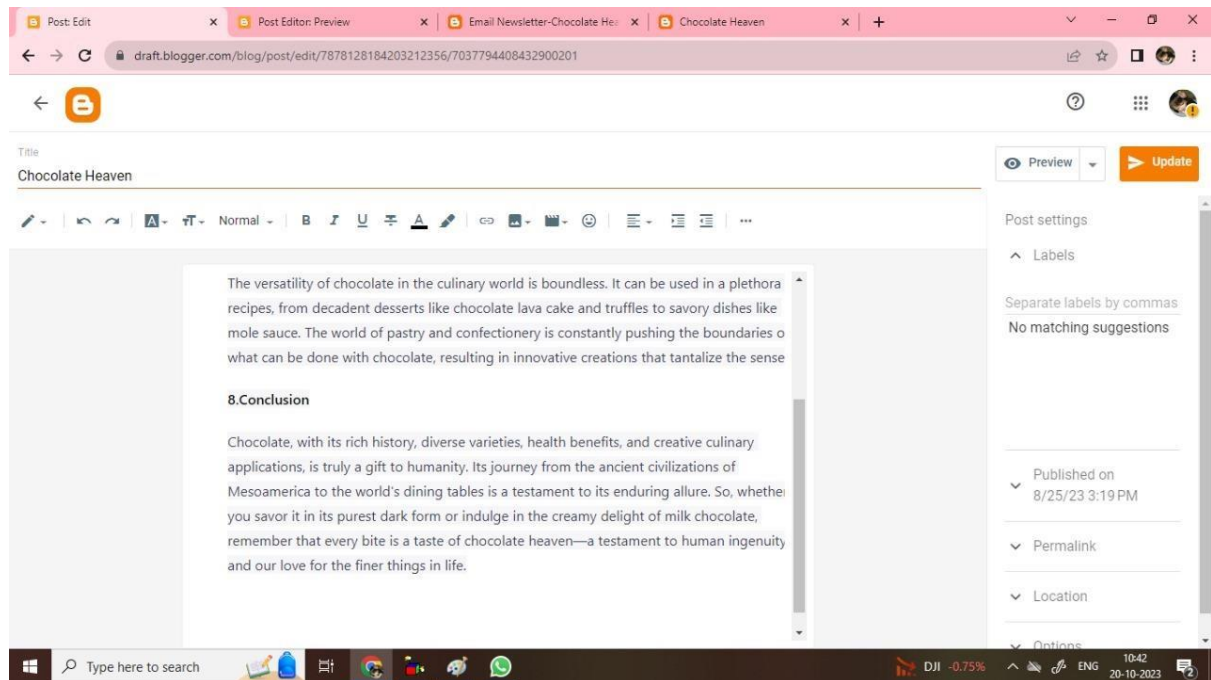 Post: Edit
Post Editor: Preview
Email Newsletter-Chocolate Hea
Chocolate Heaven
draft.blogger.com/blog/post/edit/7878128184203212356/7037794408432900201
Title
Chocolate Heaven
Preview
Update
Normal
B I U A
Post settings
Labels
Separate labels by commas
No matching suggestions
The versatility of chocolate in the culinary world is boundless. It can be used in a plethora
recipes, from decadent desserts like chocolate lava cake and truffles to savory dishes like
mole sauce. The world of pastry and confectionery is constantly pushing the boundaries o
what can be done with chocolate, resulting in innovative creations that tantalize the sense
8.Conclusion
Chocolate, with its rich history, diverse varieties, health benefits, and creative culinary
applications, is truly a gift to humanity. Its journey from the ancient civilizations of
Mesoamerica to the world's dining tables is a testament to its enduring allure. So, whether
you savor it in its purest dark form or indulge in the creamy delight of milk chocolate,
remember that every bite is a taste of chocolate heaven—a testament to human ingenuity
and our love for the finer things in life.
Published on
8/25/23 3:19 PM
Permalink
Location
Options
Type here to search
DJI -0.75%
ENG
10:42
20-10-2023
2